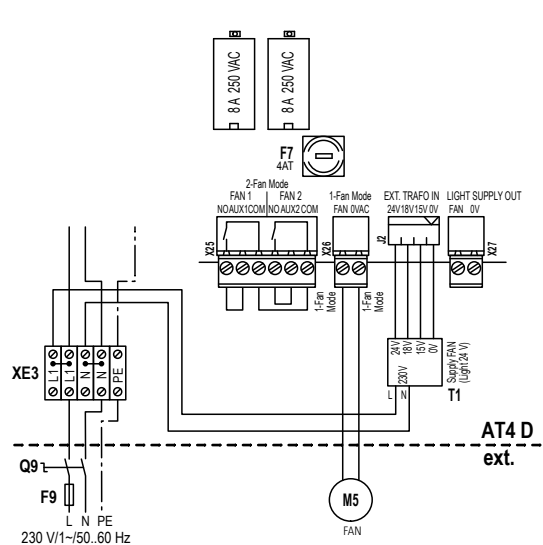 8 A 250 VAC
8 A 250 VAC
F7
4AT
2-Fan Mode
FAN 1
FAN 2
1-Fan Mode
EXT. TRAFO IN
LIGHT SUPPLY OUT
NO AUX1 COM
NO AUX2 COM
FAN 0VAC
24V 18V 15V 0V
FAN 0V
X25
X26
J2
X27
1-Fan
Mode
1-Fan
Mode
24V
18V
15V
0V
230V
Supply FAN
(Light 24 V)
L N
T1
XE3
L1
L1
N
N
PE
AT4 D
ext.
Q9
F9
M5
FAN
L N PE
230 V/1~/50..60 Hz